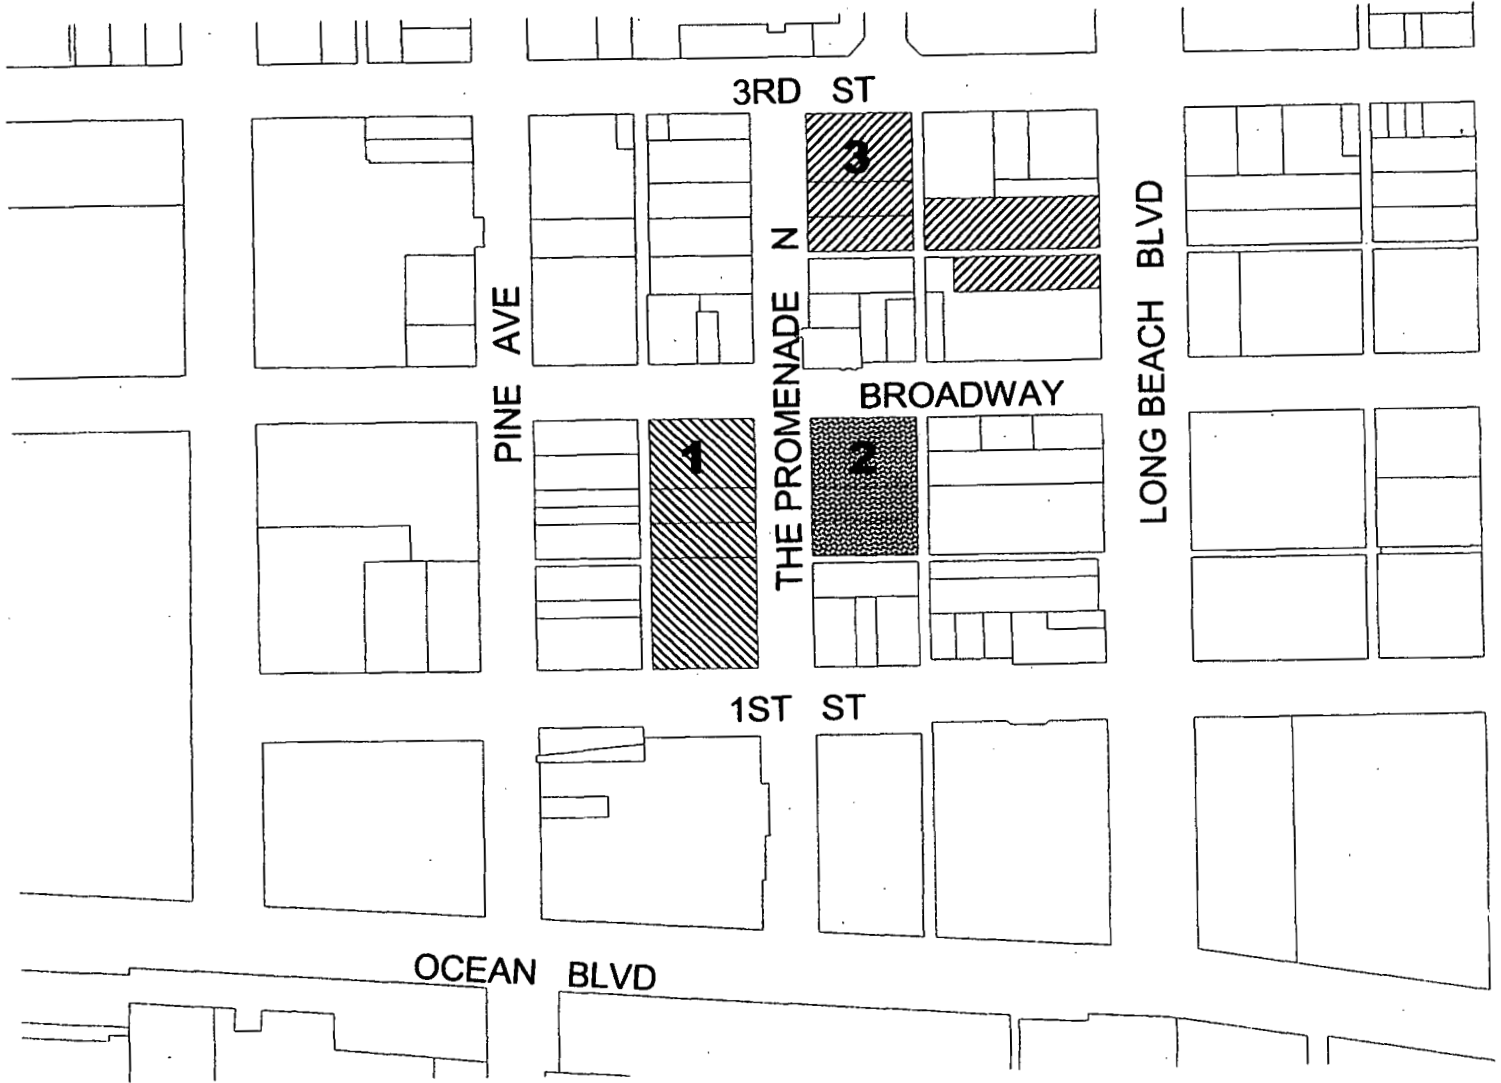 3RD ST
3
THE PROMENADE N
PINE AVE
LONG BEACH BLVD
BROADWAY
1
2
1ST ST
OCEAN BLVD